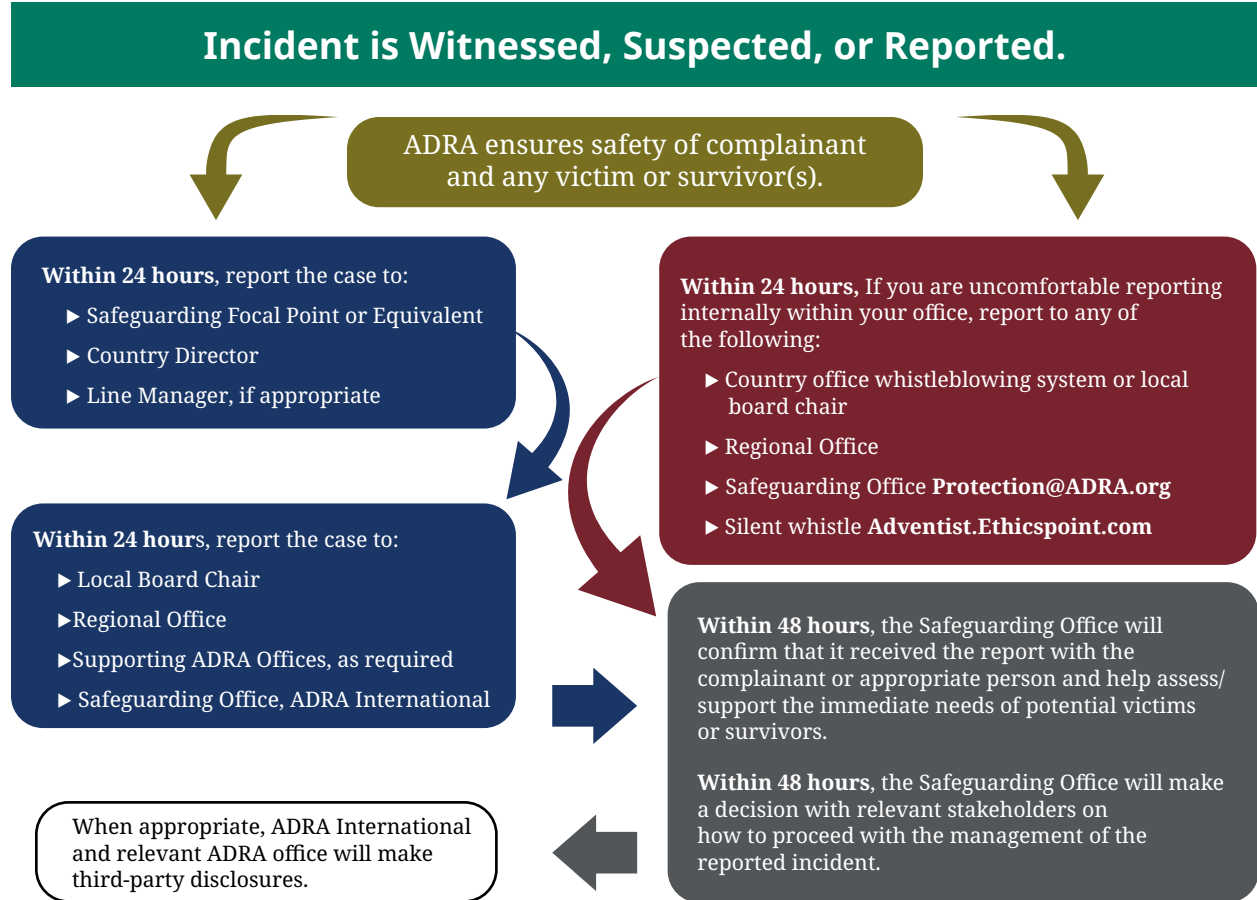 Incident is Witnessed, Suspected, or Reported.
ADRA ensures safety of complainant
and any victim or survivor(s).
Within 24 hours, report the case to:
▶ Safeguarding Focal Point or Equivalent
▶ Country Director
▶ Line Manager, if appropriate
Within 24 hours, If you are uncomfortable reporting
internally within your office, report to any of
the following:
▶ Country office whistleblowing system or local
board chair
▶ Regional Office
▶ Safeguarding Office Protection@ADRA.org
▶ Silent whistle Adventist.Ethicspoint.com
Within 24 hours, report the case to:
▶ Local Board Chair
▶Regional Office
▶Supporting ADRA Offices, as required
▶ Safeguarding Office, ADRA International
Within 48 hours, the Safeguarding Office will
confirm that it received the report with the
complainant or appropriate person and help assess/
support the immediate needs of potential victims
or survivors.
Within 48 hours, the Safeguarding Office will make
a decision with relevant stakeholders on
how to proceed with the management of the
reported incident.
When appropriate, ADRA International
and relevant ADRA office will make
third-party disclosures.